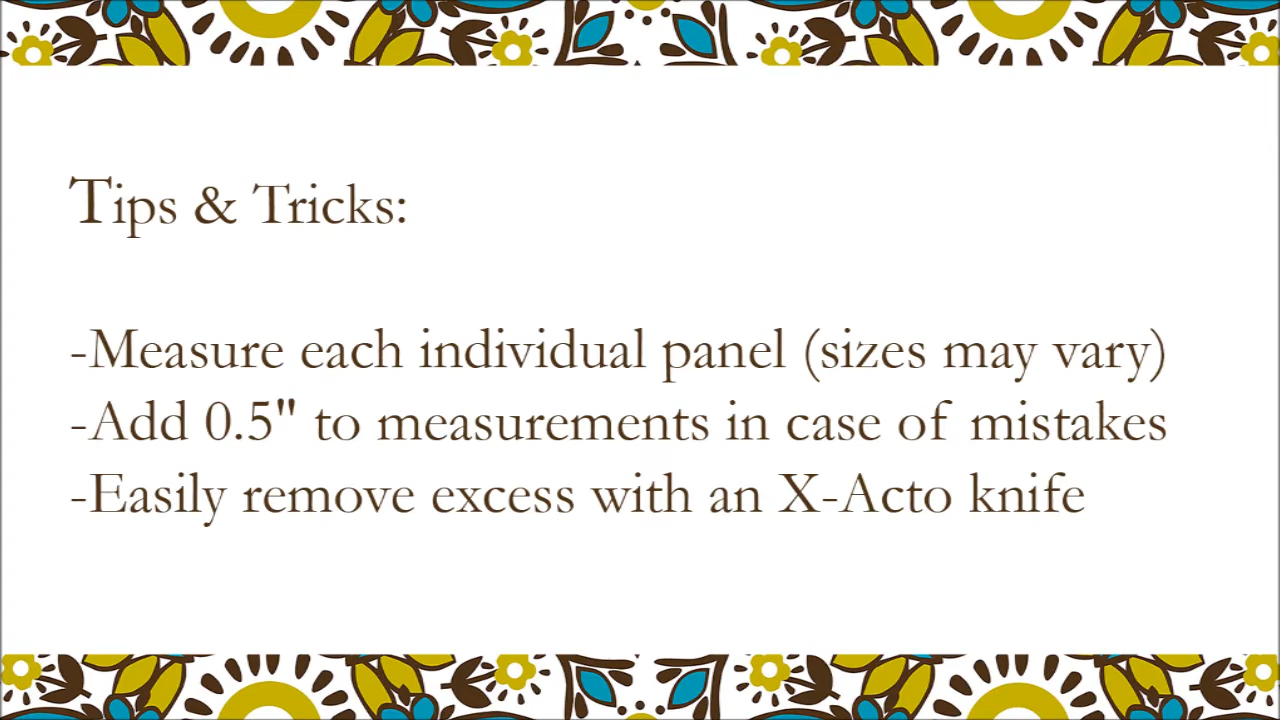 Tips & Tricks:
-Measure each individual panel (sizes may vary)
-Add 0.5" to measurements in case of mistakes
-Easily remove excess with an X-Acto knife